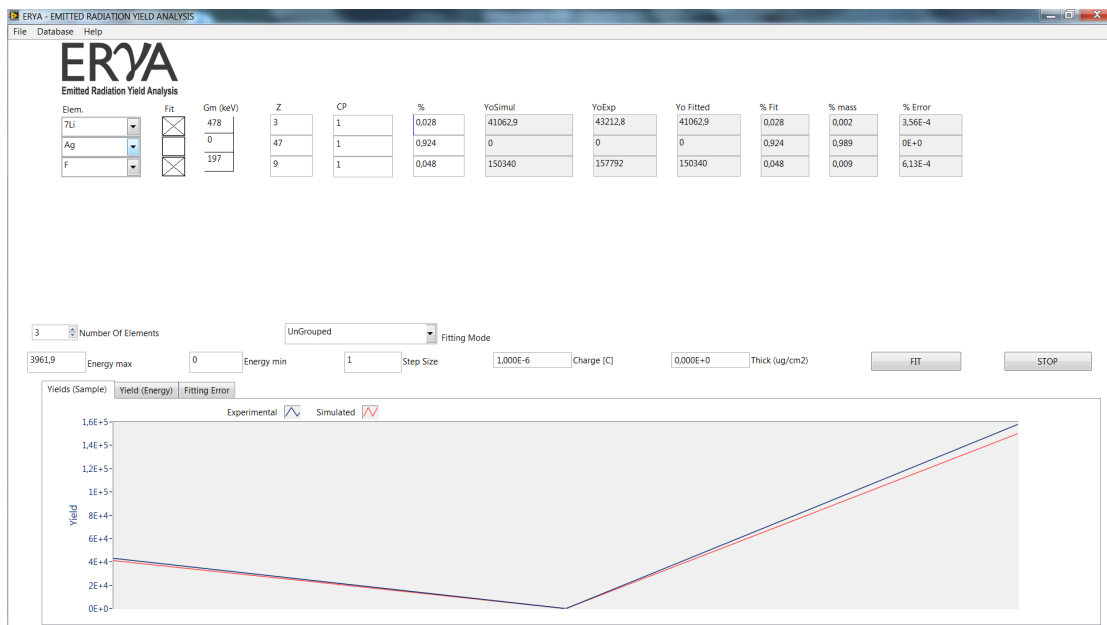 ERYA - EMITTED RADIATION YIELD ANALYSIS
File Database Help
ERYA
Emitted Radiation Yield Analysis
Elem. Fit Gm (keV) Z CP % YoSimul YoExp Yo Fitted % Fit % mass % Error
7Li 478 3 1 0,028 41062,9 43212,8 41062,9 0,028 0,002 3,56E-4
Ag 0 47 1 0,924 0 0 0 0,924 0,989 0E+0
F 197 9 1 0,048 150340 157792 150340 0,048 0,009 6,13E-4
3 Number Of Elements UnGrouped Fitting Mode
3961,9 Energy max 0 Energy min 1 Step Size 1,000E-6 Charge [C] 0,000E+0 Thick (ug/cm2) FIT STOP
Yields (Sample) Yield (Energy) Fitting Error
Experimental Simulated
1,6E+5
1,4E+5
1,2E+5
1E+5
8E+4
6E+4
4E+4
2E+4
0E+0
Yield